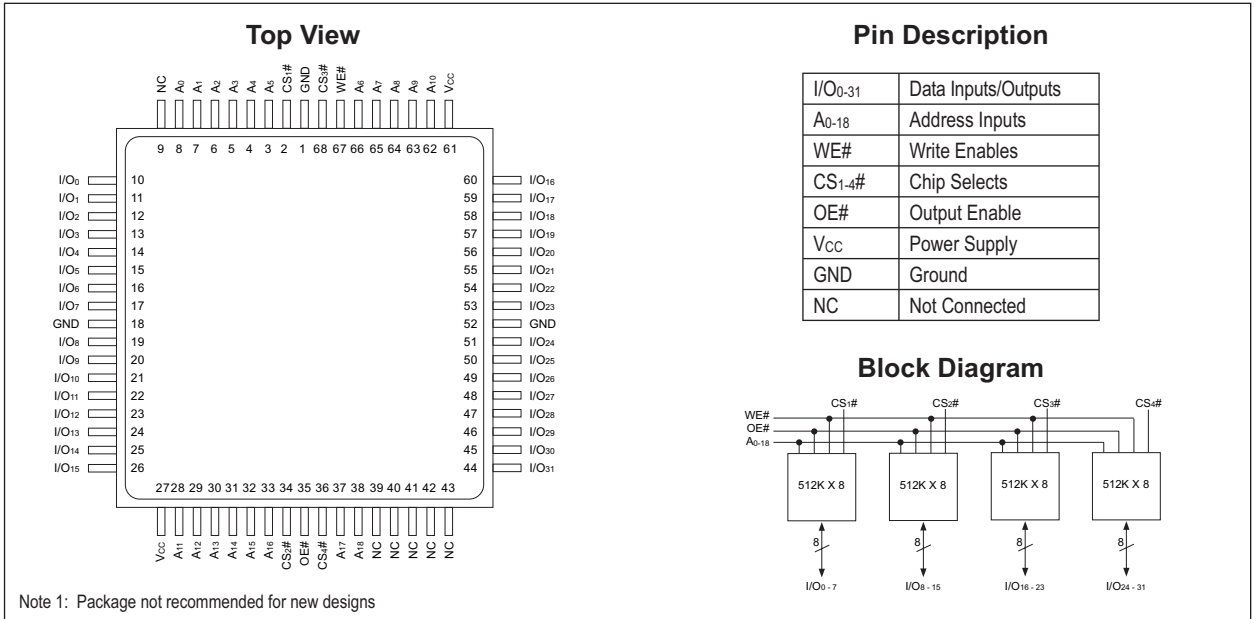 Top View
NC A0 A1 A2 A3 A4 A5 CS1# GND CS3# WE# A6 A7 A8 A9 A10 VCC
9 8 7 6 5 4 3 2 1 68 67 66 65 64 63 62 61
I/O0 10
I/O1 11
I/O2 12
I/O3 13
I/O4 14
I/O5 15
I/O6 16
I/O7 17
GND 18
I/O8 19
I/O9 20
I/O10 21
I/O11 22
I/O12 23
I/O13 24
I/O14 25
I/O15 26
60 I/O16
59 I/O17
58 I/O18
57 I/O19
56 I/O20
55 I/O21
54 I/O22
53 I/O23
52 GND
51 I/O24
50 I/O25
49 I/O26
48 I/O27
47 I/O28
46 I/O29
45 I/O30
44 I/O31
27 28 29 30 31 32 33 34 35 36 37 38 39 40 41 42 43
VCC A11 A12 A13 A14 A15 A16 CS2# OE# CS4# A17 A18 NC NC NC NC NC
Note 1: Package not recommended for new designs
Pin Description
I/O0-31 Data Inputs/Outputs
A0-18 Address Inputs
WE# Write Enables
CS1-4# Chip Selects
OE# Output Enable
VCC Power Supply
GND Ground
NC Not Connected
Block Diagram
CS1# CS2# CS3# CS4#
WE#
OE#
A0-18
512K X 8 512K X 8 512K X 8 512K X 8
8 8 8 8
I/O0 - 7 I/O8 - 15 I/O16 - 23 I/O24 - 31